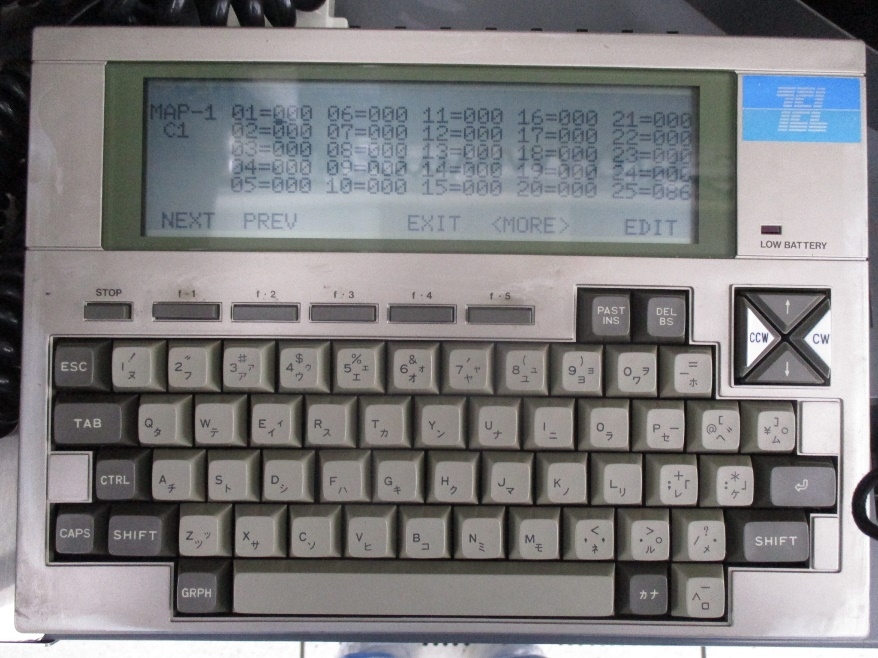 MAP-1 01=000 06=000 11=000 16=000 21=000
C1 02=000 07=000 12=000 17=000 22=000
03=000 08=000 13=000 18=000 23=000
04=000 09=000 14=000 19=000 24=000
05=000 10=000 15=000 20=000 25=086
NEXT PREV EXIT <MORE> EDIT
TEL
LOW BATTERY
STOP f·1 f·2 f·3 f·4 f·5
PAST INS DEL BS
↑
CCW CW
↓
ESC 1 ! ヌ 2 " フ 3 # ァ ア 4 $ ゥ ウ 5 % ェ エ 6 & ォ オ 7 ' ャ ヤ 8 ( ュ ユ 9 ) ョ ヨ 0 ヲ ワ - = ホ
TAB Q タ W テ E ィ イ R ス T カ Y ン U ナ I ニ O ラ P ー セ @ [ ゛ ヘ ¥ ] ゜ ム
CTRL A チ S ト D シ F ハ G キ H ク J マ K ノ L リ ; + 「 レ : * 」 ケ ⏎
CAPS SHIFT Z ッ ツ X サ C ソ V ヒ B コ N ミ M モ , < 、 ネ . > 。 ル / ? ・ メ SHIFT
GRPH カナ ^ _ ロ